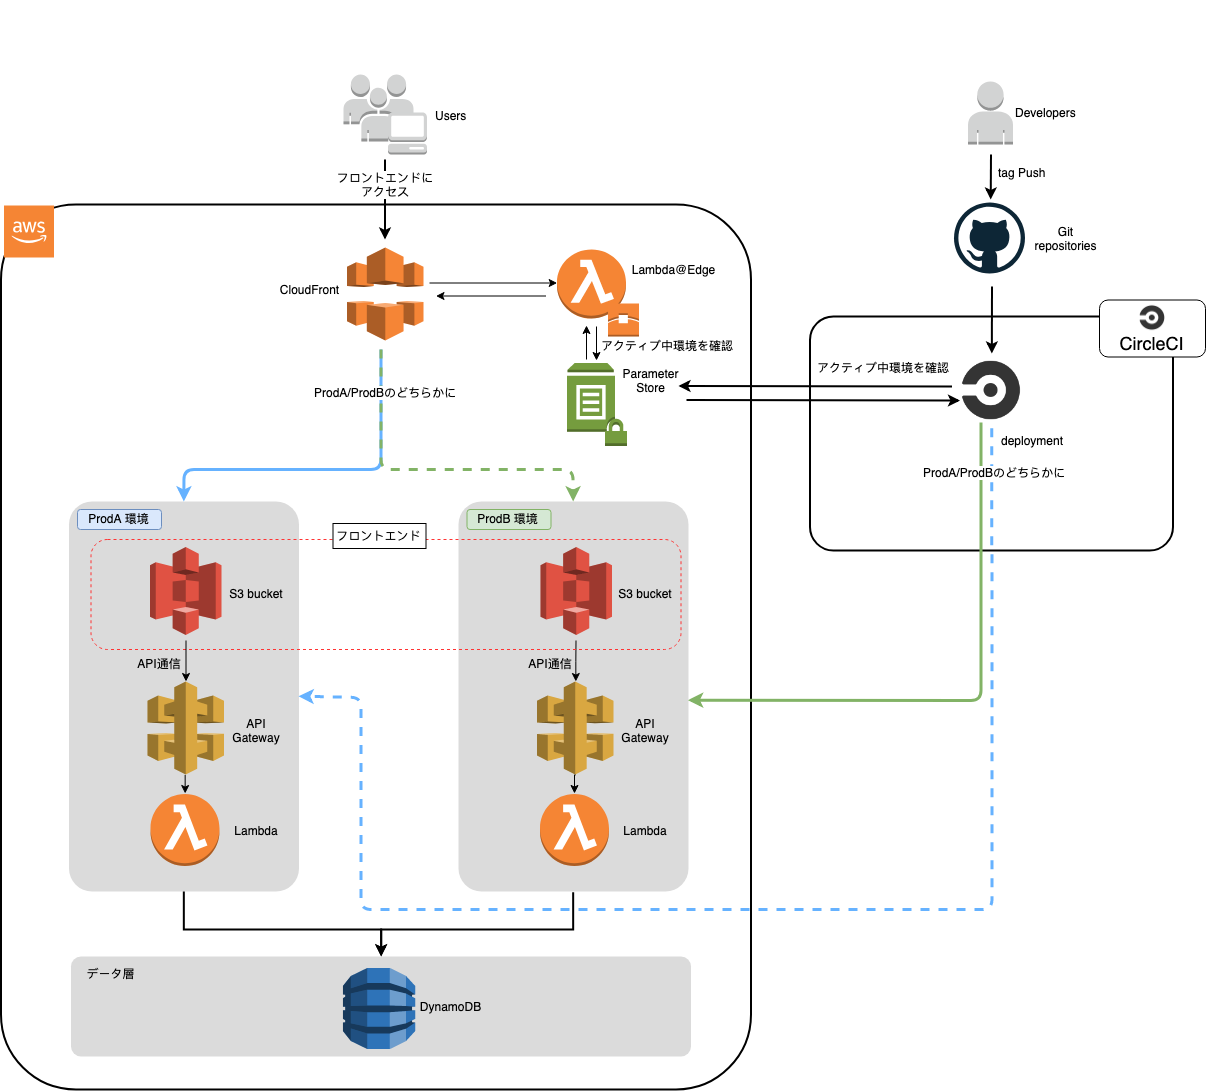 Users
Developers
フロントエンドに
アクセス
tag Push
aws
Git
repositories
CloudFront
Lambda@Edge
CircleCI
アクティブ中環境を確認
Parameter
Store
アクティブ中環境を確認
ProdA/ProdBのどちらかに
deployment
ProdA/ProdBのどちらかに
ProdA 環境
ProdB 環境
フロントエンド
S3 bucket
S3 bucket
API通信
API通信
API
Gateway
API
Gateway
Lambda
Lambda
データ層
DynamoDB